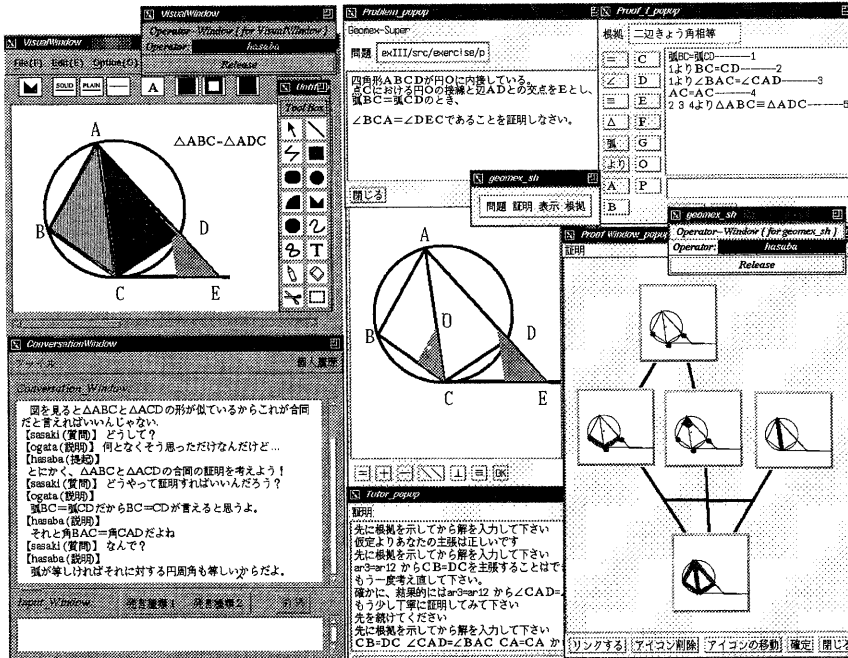 VisualWindow
File(F) Edit(E) Option(O)
SOLID PLAIN A
VisualWindow
Operator-Window ( for VisualWindow )
Operator: hasaba
Release
Tool Box
T
△ABC-△ADC
A
B
C
D
E
ConversationWindow
ファイル 個人履歴
Conversation_Window
図を見ると△ABCと△ACDの形が似ているからこれが合同
だと言えればいいんじゃない.
【sasaki(質問)】 どうして?
【ogata(説明)】 何となくそう思っただけなんだけど...
【hasaba(提起)】
とにかく、△ABCと△ACDの合同の証明を考えよう!
【sasaki(質問)】 どうやって証明すればいいんだろう?
【ogata(説明)】
弧BC=弧CDだからBC=CDが言えると思うよ。
【hasaba(説明)】
それと角BAC=角CADだよね
【sasaki(質問)】 なんで?
【hasaba(説明)】
弧が等しければそれに対する円周角も等しいからだよ。
Input_Window 発言種類1 発言種類2
Problem_popup
Geomex-Super
問題 exIII/src/exercise/p
四角形ABCDが円Oに内接している。
点Cにおける円Oの接線と辺ADとの交点をEとし、
弧BC=弧CDのとき、
∠BCA=∠DECであることを証明しなさい。
閉じる
geomex_sh
問題 証明 表示 根拠
A
B
O
D
C
E
OK
Tutor_popup
証明
先に根拠を示してから解を入力して下さい
仮定よりあなたの主張は正しいです
先に根拠を示してから解を入力して下さい
ar3=ar12 からCB=DCを主張することはで
もう一度考え直して下さい。
確かに、結果的にはar3=ar12 から∠CAD=
もう少し丁寧に証明してみて下さい
先を続けてください
先に根拠を示してから解を入力して下さい
CB=DC ∠CAD=∠BAC CA=CA か
Proof_1_popup
根拠 二辺きょう角相等
= C
∠ D
≡ E
△ F
弧 G
より O
A P
B
弧BC=弧CD-------1
1よりBC=CD-------2
1より∠BAC=∠CAD-------3
AC=AC-------4
2 3 4より△ABC≡△ADC-------5
geomex_sh
Operator-Window ( for geomex_sh )
Operator: hasaba
Release
Proof Window_popup
証明
リンクする アイコン削除 アイコンの移動 確定 閉じる